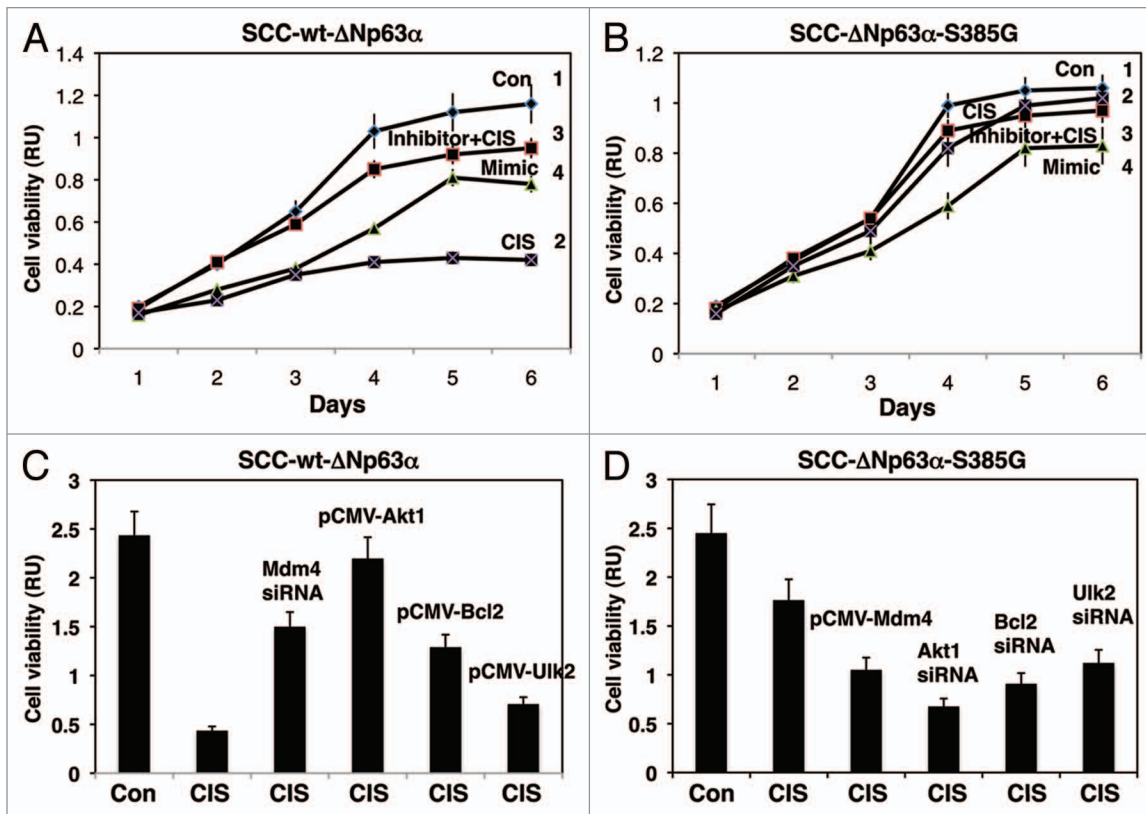 A
SCC-wt-ΔNp63α
Cell viability (RU)
1.4
1.2
1
0.8
0.6
0.4
0.2
0
Con 1
Inhibitor+CIS 3
Mimic 4
CIS 2
1 2 3 4 5 6
Days
B
SCC-ΔNp63α-S385G
Cell viability (RU)
1.2
1
0.8
0.6
0.4
0.2
0
Con 1
CIS 2
Inhibitor+CIS 3
Mimic 4
1 2 3 4 5 6
Days
C
SCC-wt-ΔNp63α
Cell viability (RU)
3
2.5
2
1.5
1
0.5
0
Mdm4
siRNA
pCMV-Akt1
pCMV-Bcl2
pCMV-Ulk2
Con CIS CIS CIS CIS CIS
D
SCC-ΔNp63α-S385G
Cell viability (RU)
3
2.5
2
1.5
1
0.5
0
pCMV-Mdm4
Akt1
siRNA
Bcl2
siRNA
Ulk2
siRNA
Con CIS CIS CIS CIS CIS